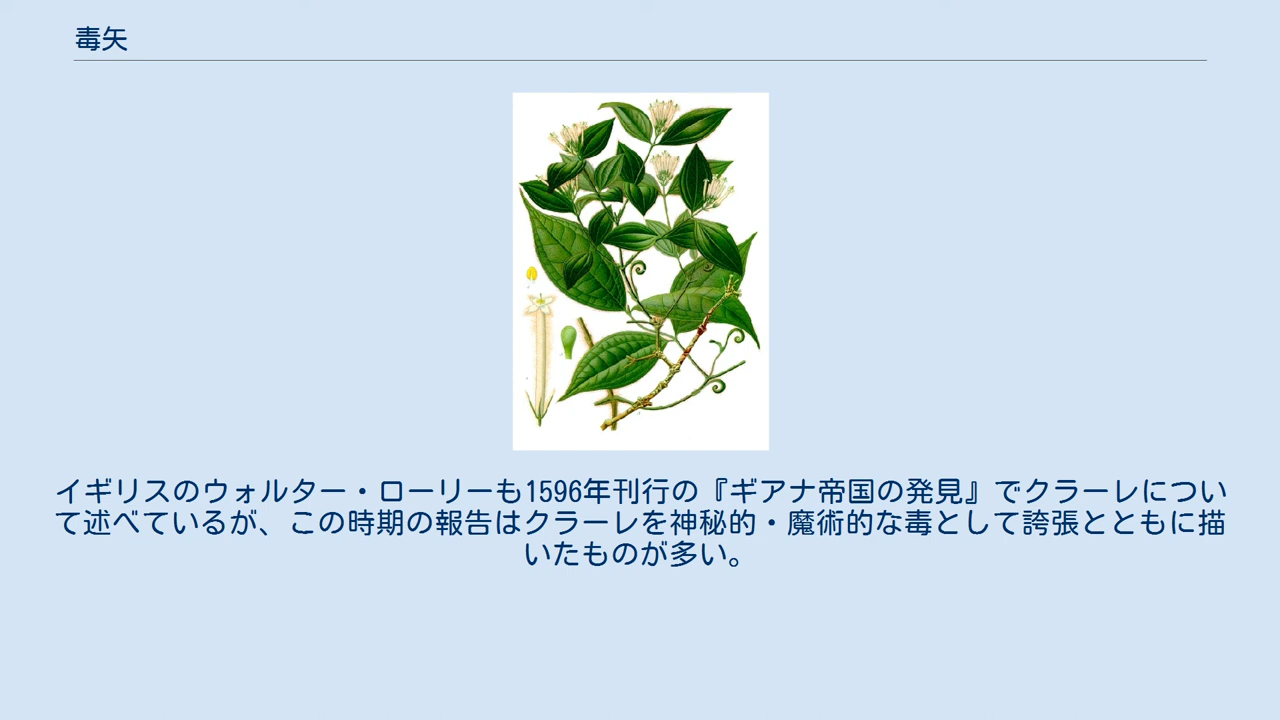 毒矢
イギリスのウォルター・ローリーも1596年刊行の『ギアナ帝国の発見』でクラーレについ
て述べているが、この時期の報告はクラーレを神秘的・魔術的な毒として誇張とともに描
いたものが多い。